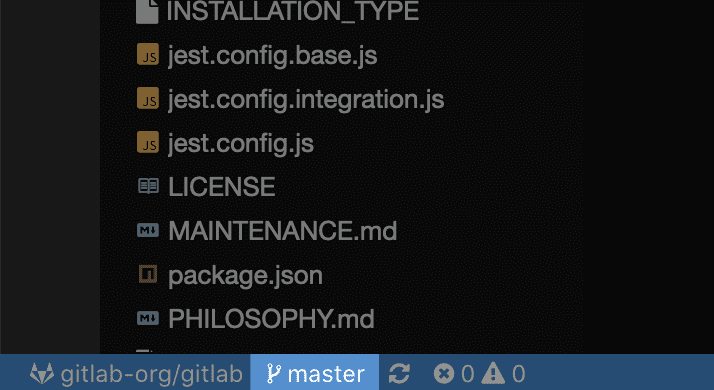 INSTALLATION_TYPE
JS jest.config.base.js
JS jest.config.integration.js
JS jest.config.js
LICENSE
M MAINTENANCE.md
package.json
M PHILOSOPHY.md
gitlab-org/gitlab master 0 0